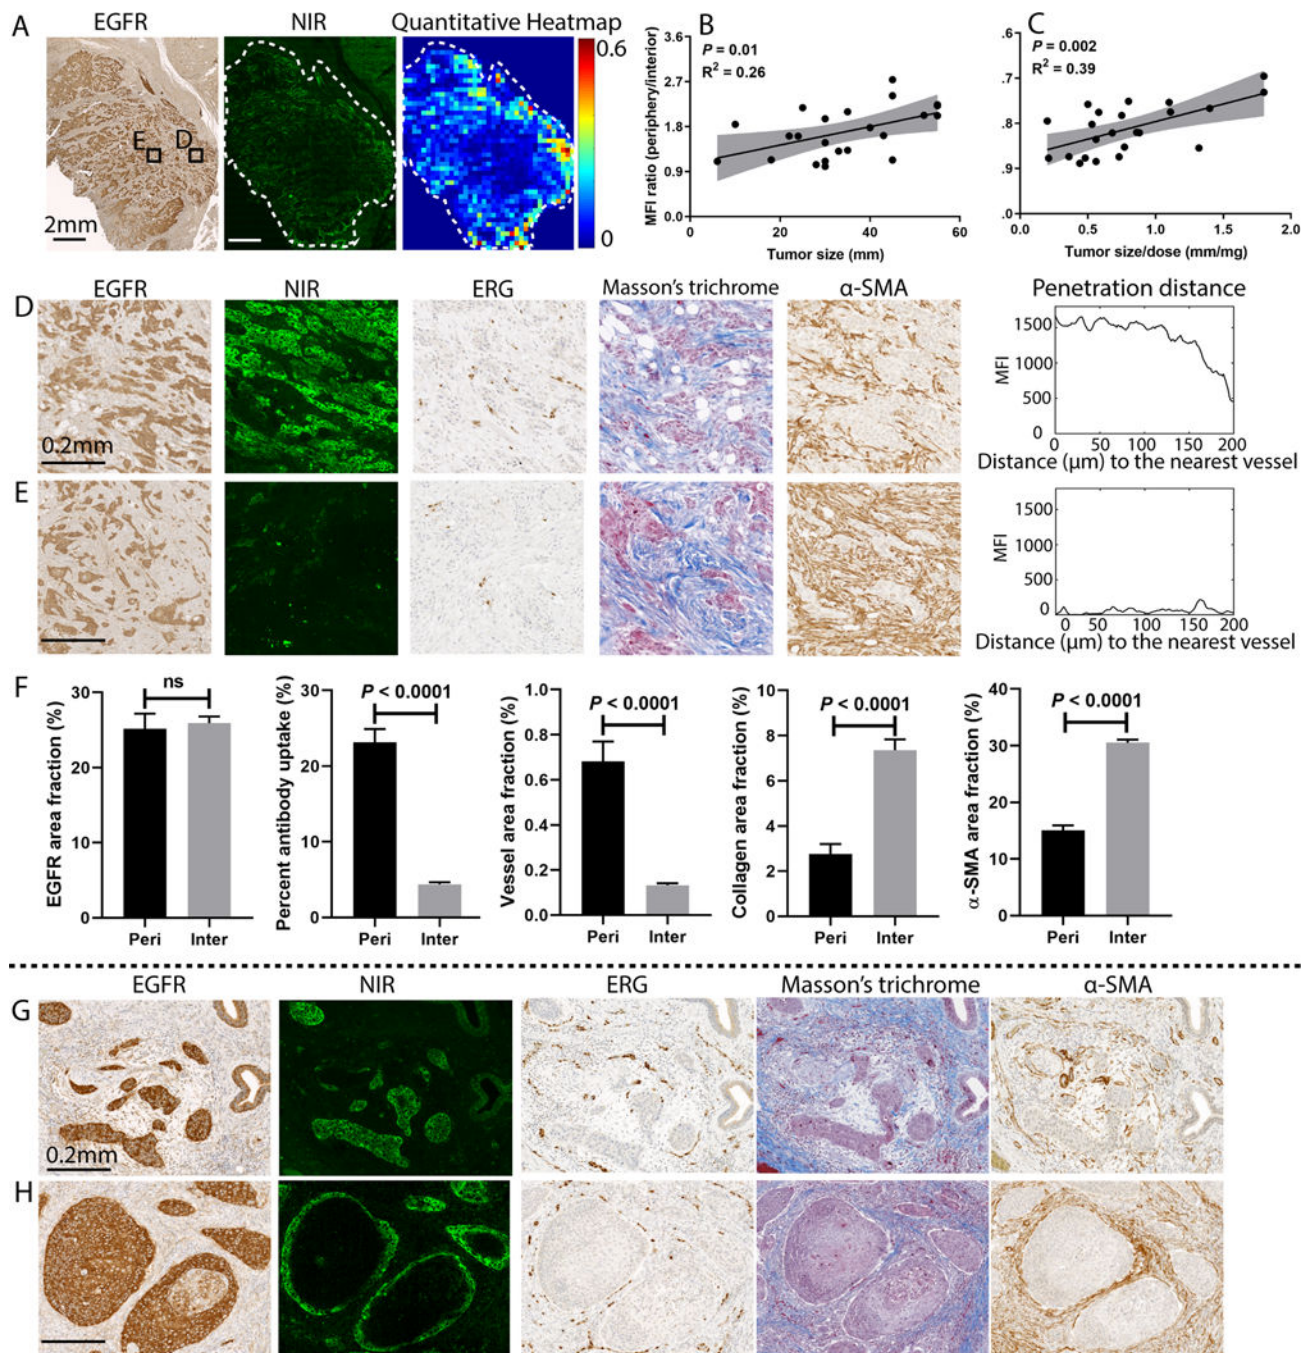 A EGFR NIR Quantitative Heatmap
0.6
0
E D
2mm
B
P = 0.01
R² = 0.26
MFI ratio (periphery/interior)
3.6
2.7
1.8
0.9
0.0
0 20 40 60
Tumor size (mm)
C
P = 0.002
R² = 0.39
.6
.7
.8
.9
.0
0.0 0.5 1.0 1.5 2.0
Tumor size/dose (mm/mg)
EGFR NIR ERG Masson's trichrome α-SMA Penetration distance
D
0.2mm
MFI
1500
1000
500
0
0 50 100 150 200
Distance (μm) to the nearest vessel
E
MFI
1500
1000
500
0
0 50 100 150 200
Distance (μm) to the nearest vessel
F
EGFR area fraction (%)
30
20
10
0
ns
Peri Inter
Percent antibody uptake (%)
30
20
10
0
P < 0.0001
Peri Inter
Vessel area fraction (%)
1.0
0.8
0.6
0.4
0.2
0.0
P < 0.0001
Peri Inter
Collagen area fraction (%)
10
8
6
4
2
0
P < 0.0001
Peri Inter
α-SMA area fraction (%)
40
30
20
10
0
P < 0.0001
Peri Inter
EGFR NIR ERG Masson's trichrome α-SMA
G
0.2mm
H